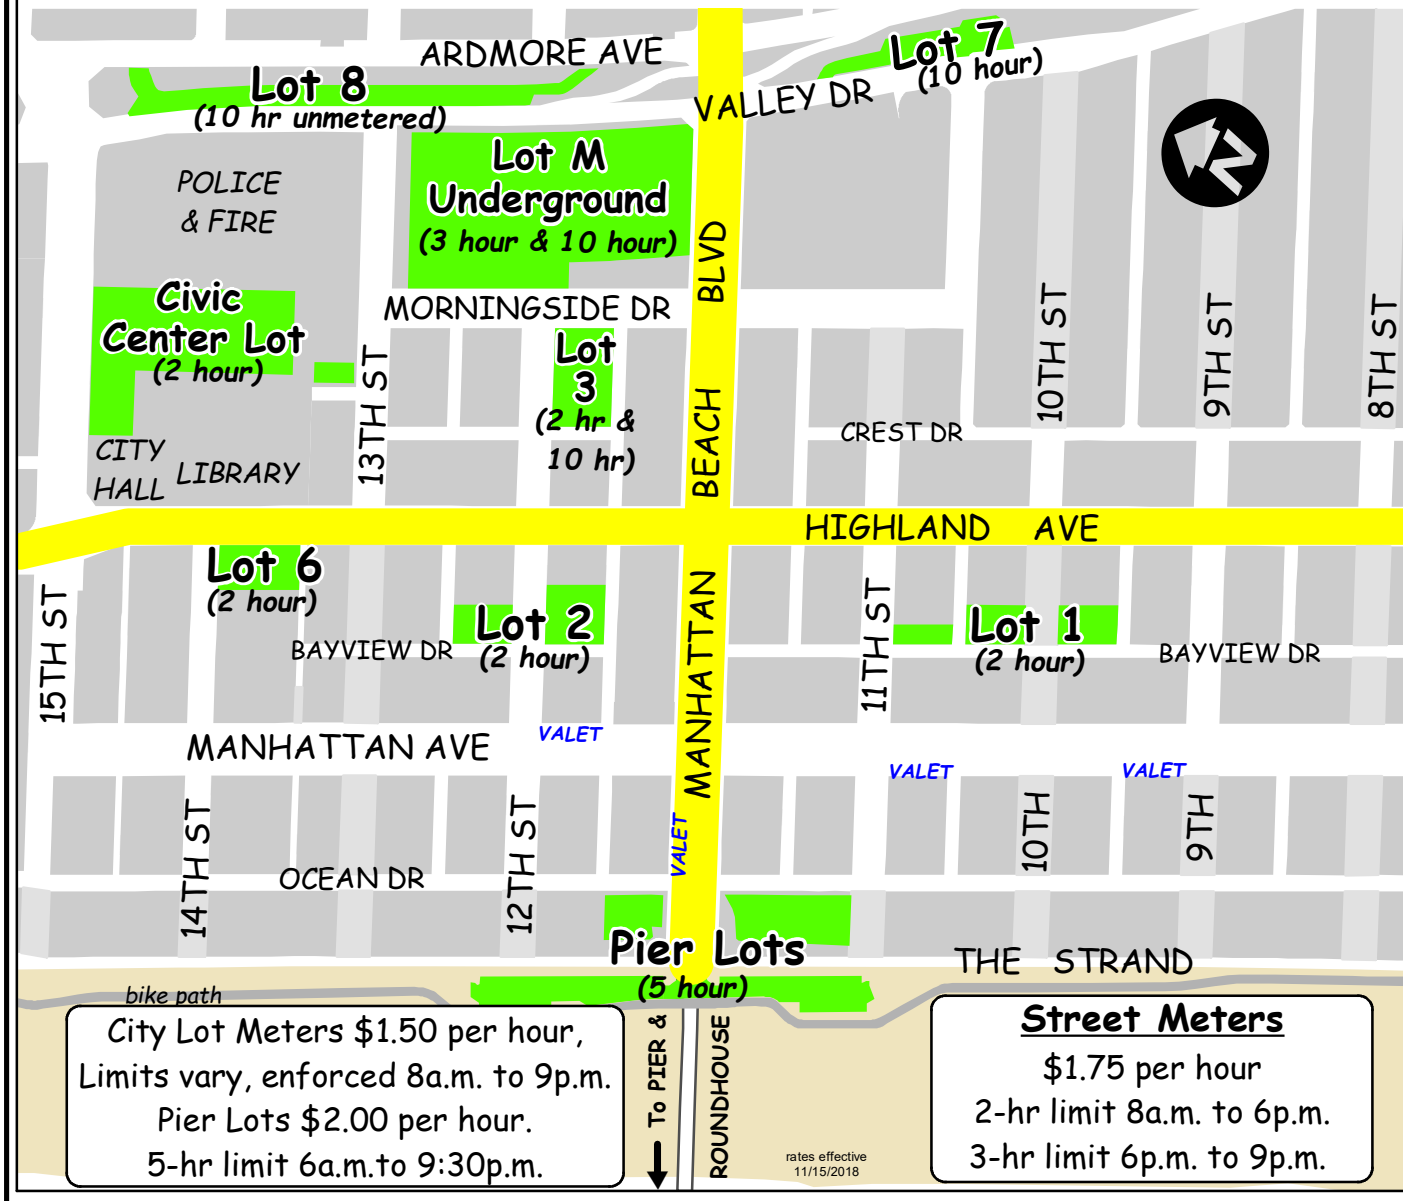 ARDMORE AVE
Lot 7
(10 hour)
Lot 8
(10 hr unmetered)
VALLEY DR
Lot M
Underground
(3 hour & 10 hour)
POLICE
& FIRE
N
Civic
Center Lot
(2 hour)
MORNINGSIDE DR
Lot
3
(2 hr &
10 hr)
13TH ST
MANHATTAN BEACH BLVD
10TH ST
9TH ST
8TH ST
CREST DR
CITY
HALL
LIBRARY
HIGHLAND AVE
Lot 6
(2 hour)
Lot 2
(2 hour)
Lot 1
(2 hour)
15TH ST
BAYVIEW DR
11TH ST
BAYVIEW DR
VALET
MANHATTAN AVE
VALET
VALET
VALET
14TH ST
12TH ST
10TH
9TH
OCEAN DR
Pier Lots
(5 hour)
THE STRAND
bike path
City Lot Meters $1.50 per hour,
Limits vary, enforced 8a.m. to 9p.m.
Pier Lots $2.00 per hour.
5-hr limit 6a.m.to 9:30p.m.
To PIER &
ROUNDHOUSE
rates effective
11/15/2018
Street Meters
$1.75 per hour
2-hr limit 8a.m. to 6p.m.
3-hr limit 6p.m. to 9p.m.